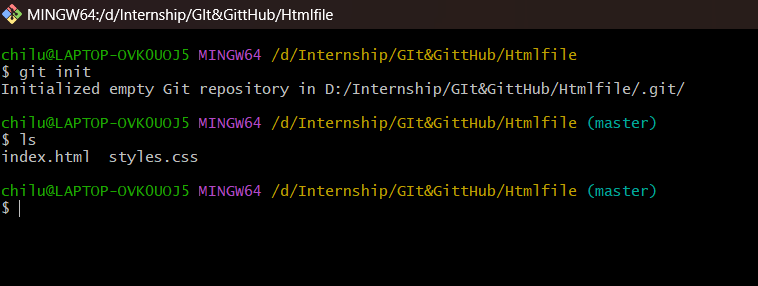 MINGW64:/d/Internship/GIt&GittHub/Htmlfile
chilu@LAPTOP-OVK0UOJ5 MINGW64 /d/Internship/GIt&GittHub/Htmlfile
$ git init
Initialized empty Git repository in D:/Internship/GIt&GittHub/Htmlfile/.git/
chilu@LAPTOP-OVK0UOJ5 MINGW64 /d/Internship/GIt&GittHub/Htmlfile (master)
$ ls
index.html  styles.css
chilu@LAPTOP-OVK0UOJ5 MINGW64 /d/Internship/GIt&GittHub/Htmlfile (master)
$